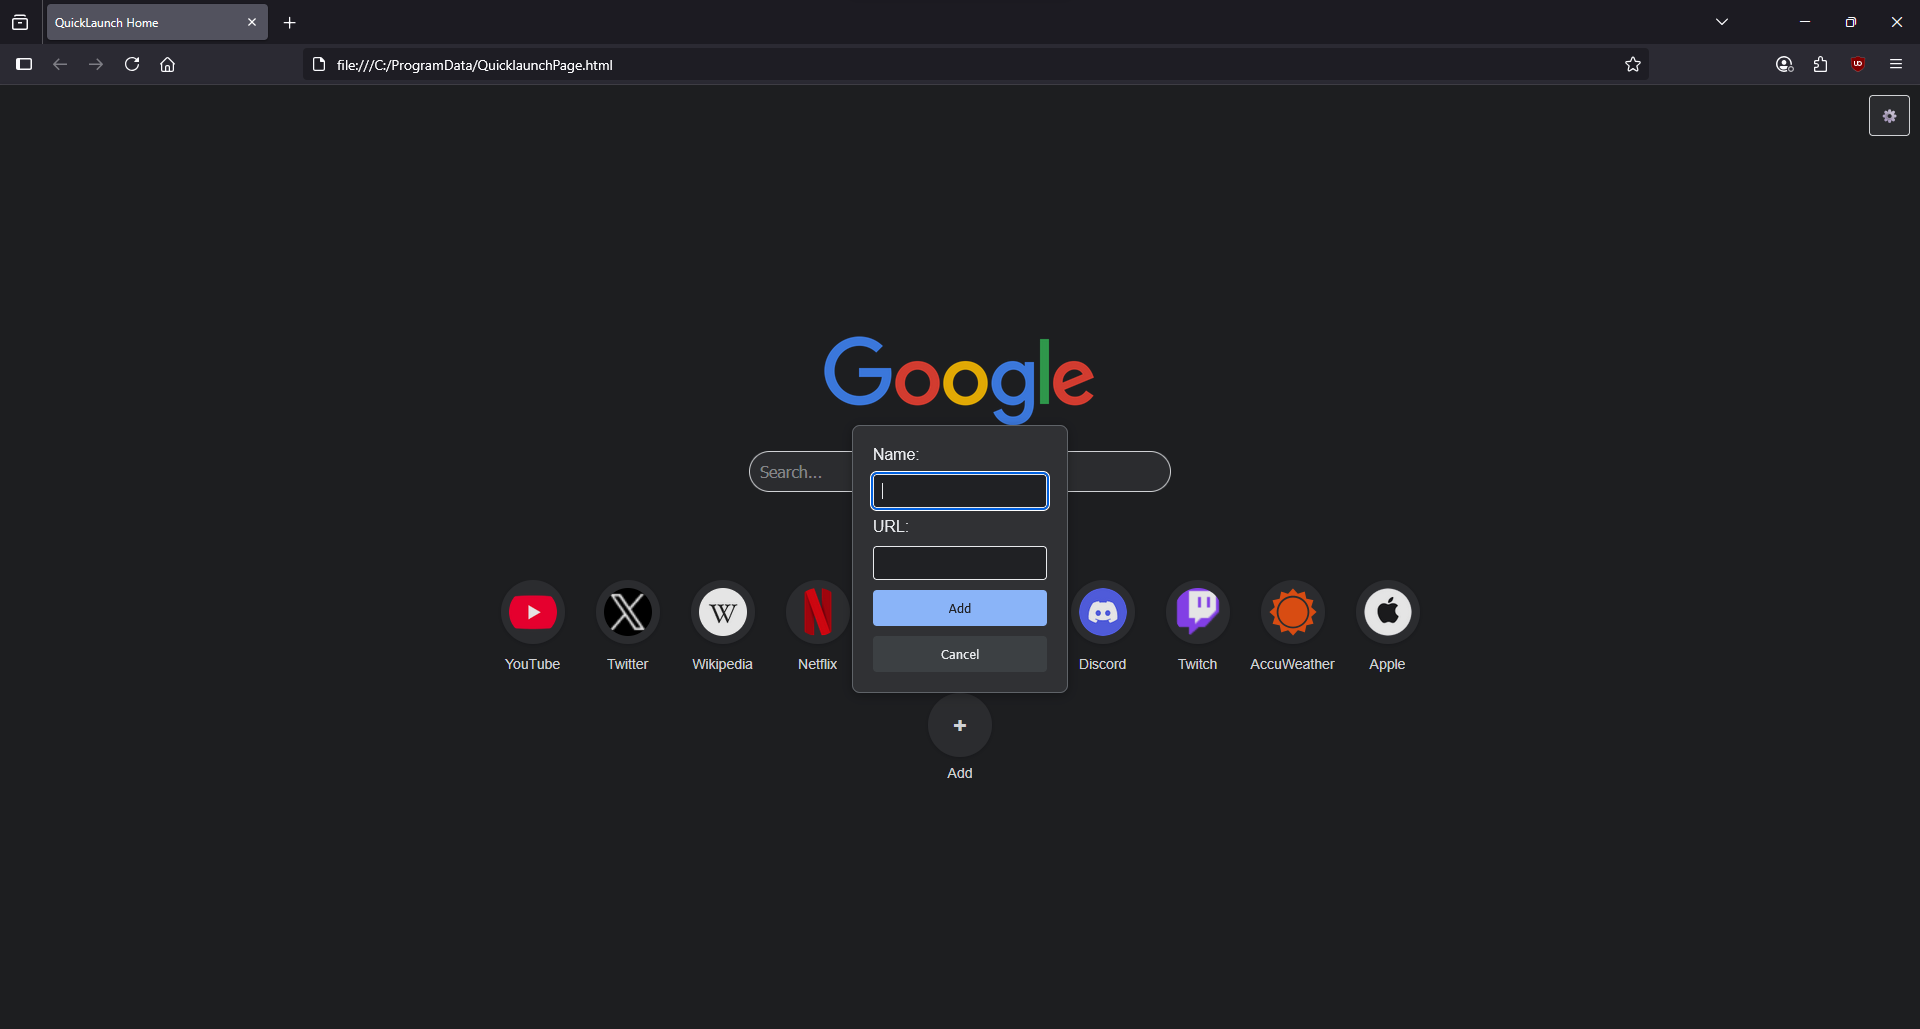 QuickLaunch Home
file:///C:/ProgramData/QuicklaunchPage.html
Google
Search...
Name:
URL:
Add
Cancel
YouTube
Twitter
W
Wikipedia
Netflix
Discord
Twitch
AccuWeather
Apple
+
Add